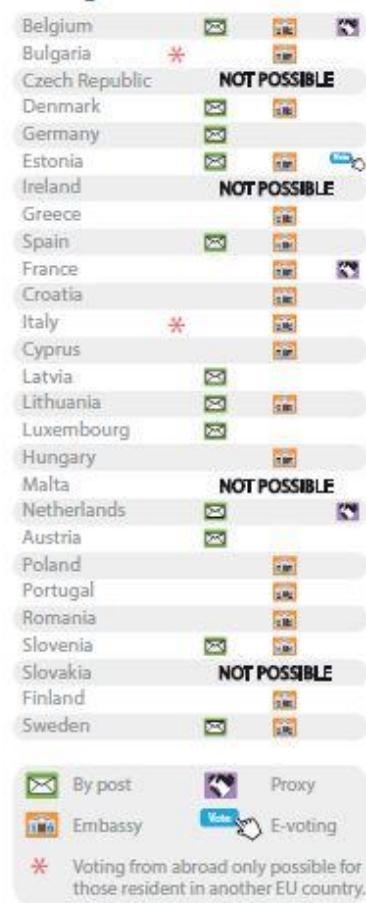 Belgium
Bulgaria *
Czech Republic NOT POSSIBLE
Denmark
Germany
Estonia Vote
Ireland NOT POSSIBLE
Greece
Spain
France
Croatia
Italy *
Cyprus
Latvia
Lithuania
Luxembourg
Hungary
Malta NOT POSSIBLE
Netherlands
Austria
Poland
Portugal
Romania
Slovenia
Slovakia NOT POSSIBLE
Finland
Sweden
By post Proxy
Embassy Vote E-voting
* Voting from abroad only possible for
those resident in another EU country.